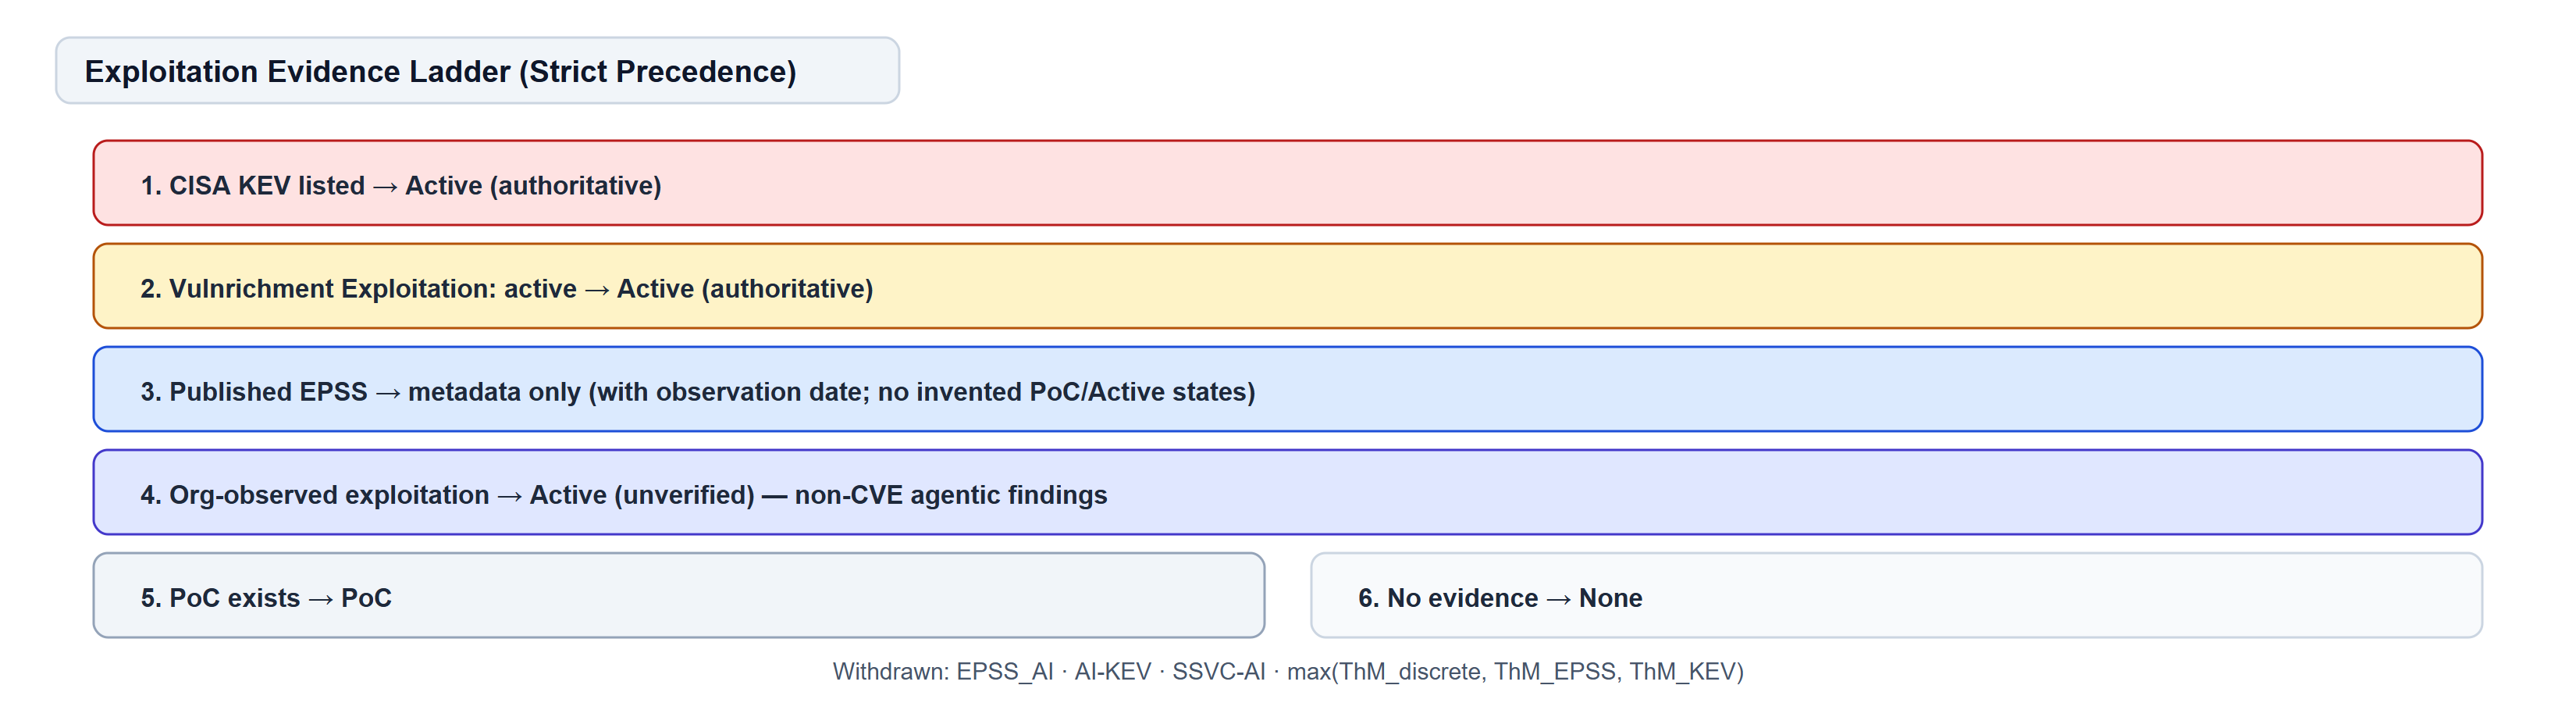 Exploitation Evidence Ladder (Strict Precedence)
1. CISA KEV listed → Active (authoritative)
2. Vulnrichment Exploitation: active → Active (authoritative)
3. Published EPSS → metadata only (with observation date; no invented PoC/Active states)
4. Org-observed exploitation → Active (unverified) — non-CVE agentic findings
5. PoC exists → PoC
6. No evidence → None
Withdrawn: EPSS_AI · AI-KEV · SSVC-AI · max(ThM_discrete, ThM_EPSS, ThM_KEV)